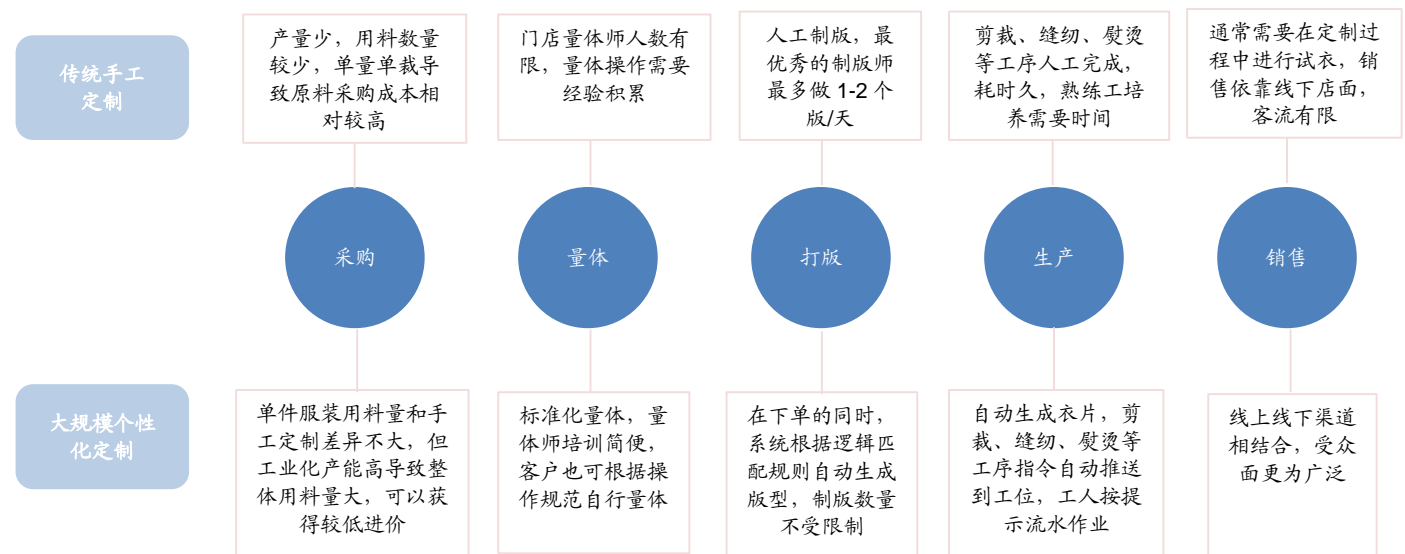 传统手工
定制
产量少，用料数量
较少，单量单裁导
致原料采购成本相
对较高
门店量体师人数有
限，量体操作需要
经验积累
人工制版，最
优秀的制版师
最多做 1-2 个
版/天
剪裁、缝纫、熨烫
等工序人工完成，
耗时久，熟练工培
养需要时间
通常需要在定制过
程中进行试衣，销
售依靠线下店面，
客流有限
采购
量体
打版
生产
销售
大规模个性
化定制
单件服装用料量和手
工定制差异不大，但
工业化产能高导致整
体用料量大，可以获
得较低进价
标准化量体，量
体师培训简便，
客户也可根据操
作规范自行量体
在下单的同时，
系统根据逻辑匹
配规则自动生成
版型，制版数量
不受限制
自动生成衣片，剪
裁、缝纫、熨烫等
工序指令自动推送
到工位，工人按提
示流水作业
线上线下渠道
相结合，受众
面更为广泛